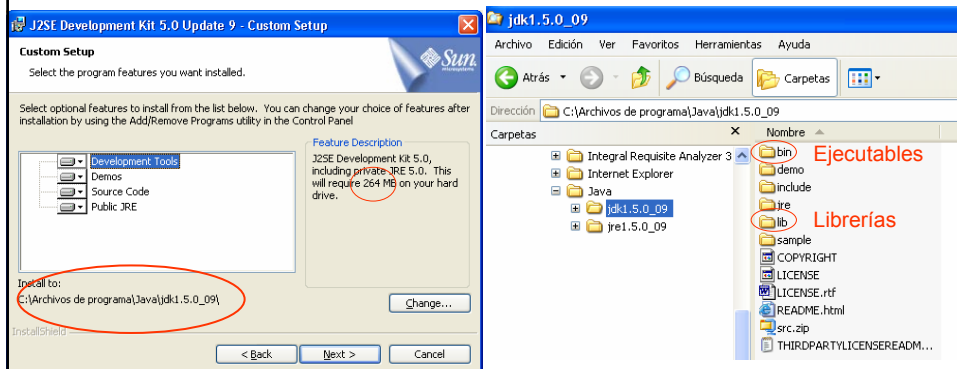 J2SE Development Kit 5.0 Update 9 - Custom Setup
Custom Setup
Select the program features you want installed.
Sun
microsystems
Select optional features to install from the list below. You can change your choice of features after
installation by using the Add/Remove Programs utility in the Control Panel
Development Tools
Demos
Source Code
Public JRE
Feature Description
J2SE Development Kit 5.0,
including private JRE 5.0. This
will require 264 MB on your hard
drive.
Install to:
C:\Archivos de programa\Java\jdk1.5.0_09\
Change...
InstallShield
< Back
Next >
Cancel
jdk1.5.0_09
Archivo Edición Ver Favoritos Herramientas Ayuda
Atrás Búsqueda Carpetas
Dirección C:\Archivos de programa\Java\jdk1.5.0_09
Carpetas
Integral Requisite Analyzer 3
Internet Explorer
Java
jdk1.5.0_09
jre1.5.0_09
Nombre
bin Ejecutables
demo
include
jre
lib Librerías
sample
COPYRIGHT
LICENSE
LICENSE.rtf
README.html
src.zip
THIRDPARTYLICENSEREADM...